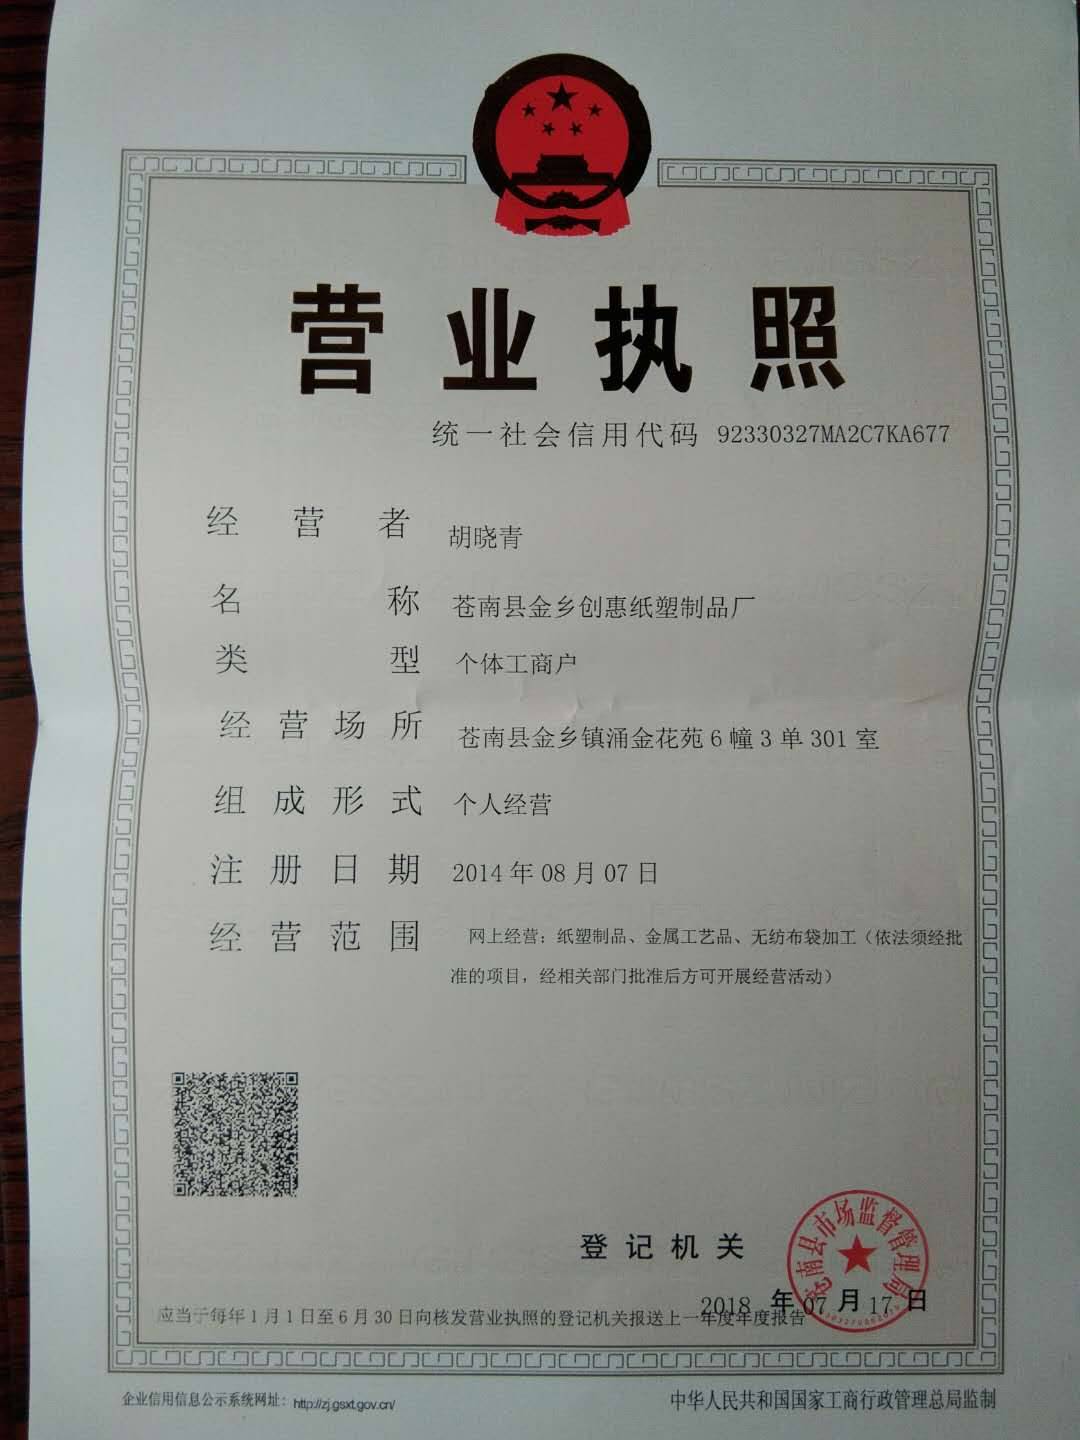 营业执照
统一社会信用代码 92330327MA2C7KA677
经营者 胡晓青
名称 苍南县金乡创惠纸塑制品厂
类型 个体工商户
经营场所 苍南县金乡镇涌金花苑6幢3单301室
组成形式 个人经营
注册日期 2014年08月07日
经营范围 网上经营：纸塑制品、金属工艺品、无纺布袋加工（依法须经批
准的项目，经相关部门批准后方可开展经营活动）
登记机关
苍南县市场监督管理局
2018 年 07 月 17 日
应当于每年1月1日至6月30日向核发营业执照的登记机关报送上一年度年度报告
企业信用信息公示系统网址：http://zj.gsxt.gov.cn/
中华人民共和国国家工商行政管理总局监制